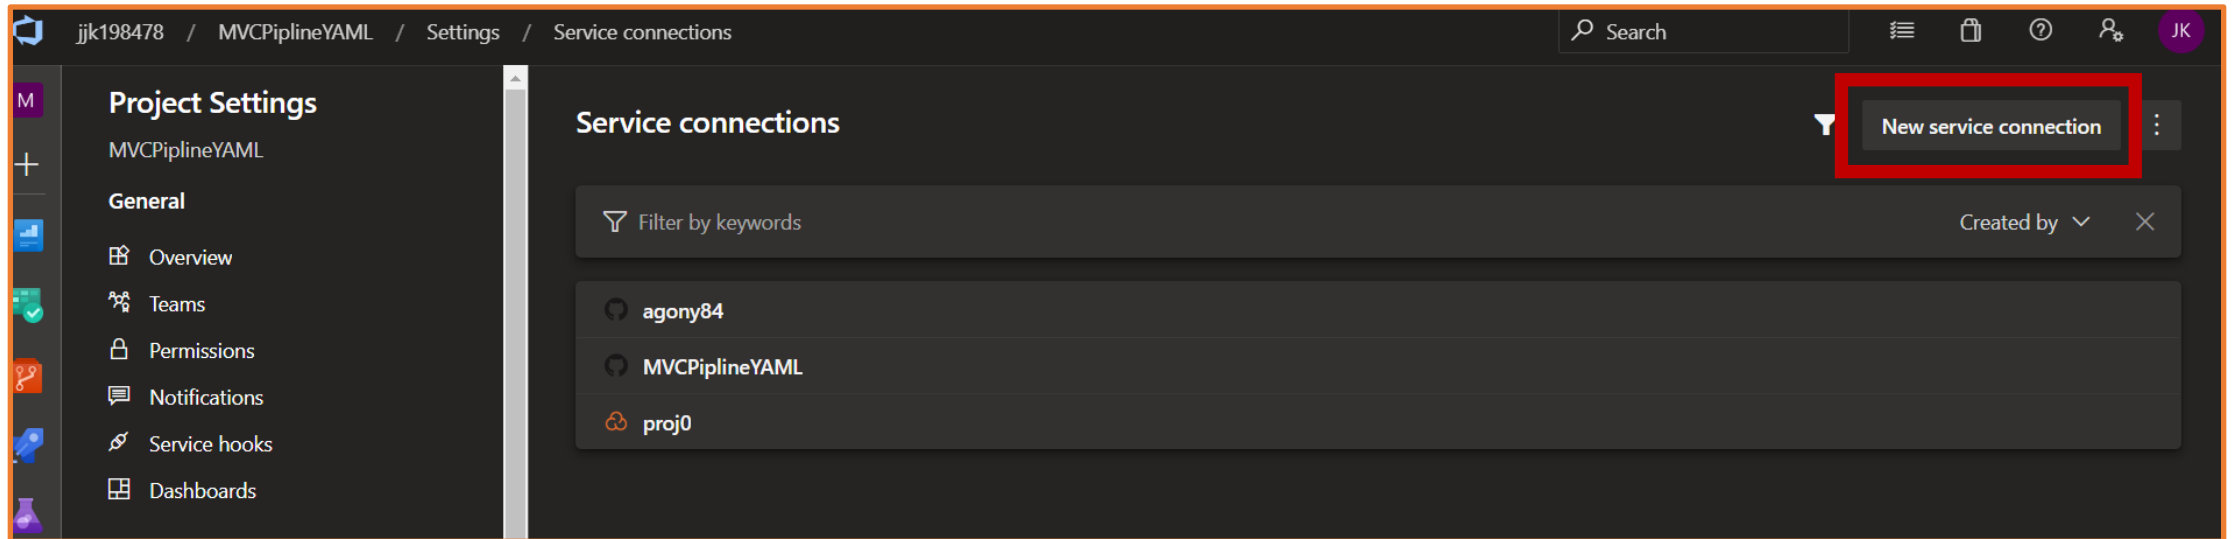 jjk198478 / MVCPiplineYAML / Settings / Service connections
Search
JK
M
Project Settings
MVCPiplineYAML
General
Overview
Teams
Permissions
Notifications
Service hooks
Dashboards
Service connections
New service connection
Filter by keywords
Created by
agony84
MVCPiplineYAML
proj0